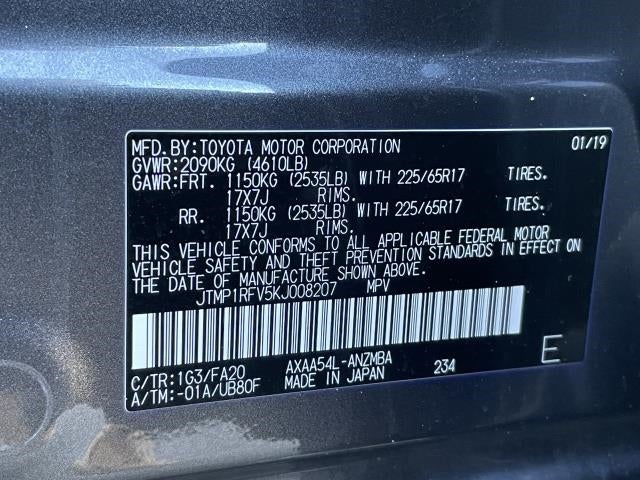 MFD.BY:TOYOTA MOTOR CORPORATION 01/19
GVWR:2090KG (4610LB)
GAWR:FRT. 1150KG (2535LB) WITH 225/65R17 TIRES.
17X7J RIMS.
RR. 1150KG (2535LB) WITH 225/65R17 TIRES.
17X7J RIMS.
THIS VEHICLE CONFORMS TO ALL APPLICABLE FEDERAL MOTOR
VEHICLE SAFETY AND THEFT PREVENTION STANDARDS IN EFFECT ON
THE DATE OF MANUFACTURE SHOWN ABOVE.
JTMP1RFV5KJ008207 MPV
C/TR:1G3/FA20 AXAA54L-ANZMBA 234 E
A/TM:-01A/UB80F MADE IN JAPAN